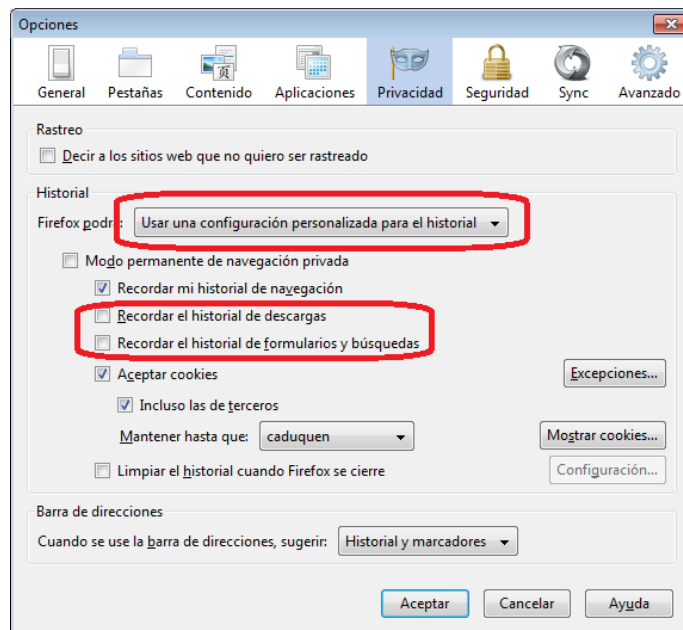 Opciones
General Pestañas Contenido Aplicaciones Privacidad Seguridad Sync Avanzado
Rastreo
Decir a los sitios web que no quiero ser rastreado
Historial
Firefox podrá: Usar una configuración personalizada para el historial
Modo permanente de navegación privada
Recordar mi historial de navegación
Recordar el historial de descargas
Recordar el historial de formularios y búsquedas
Aceptar cookies Excepciones...
Incluso las de terceros
Mantener hasta que: caduquen Mostrar cookies...
Limpiar el historial cuando Firefox se cierre Configuración...
Barra de direcciones
Cuando se use la barra de direcciones, sugerir: Historial y marcadores
Aceptar Cancelar Ayuda